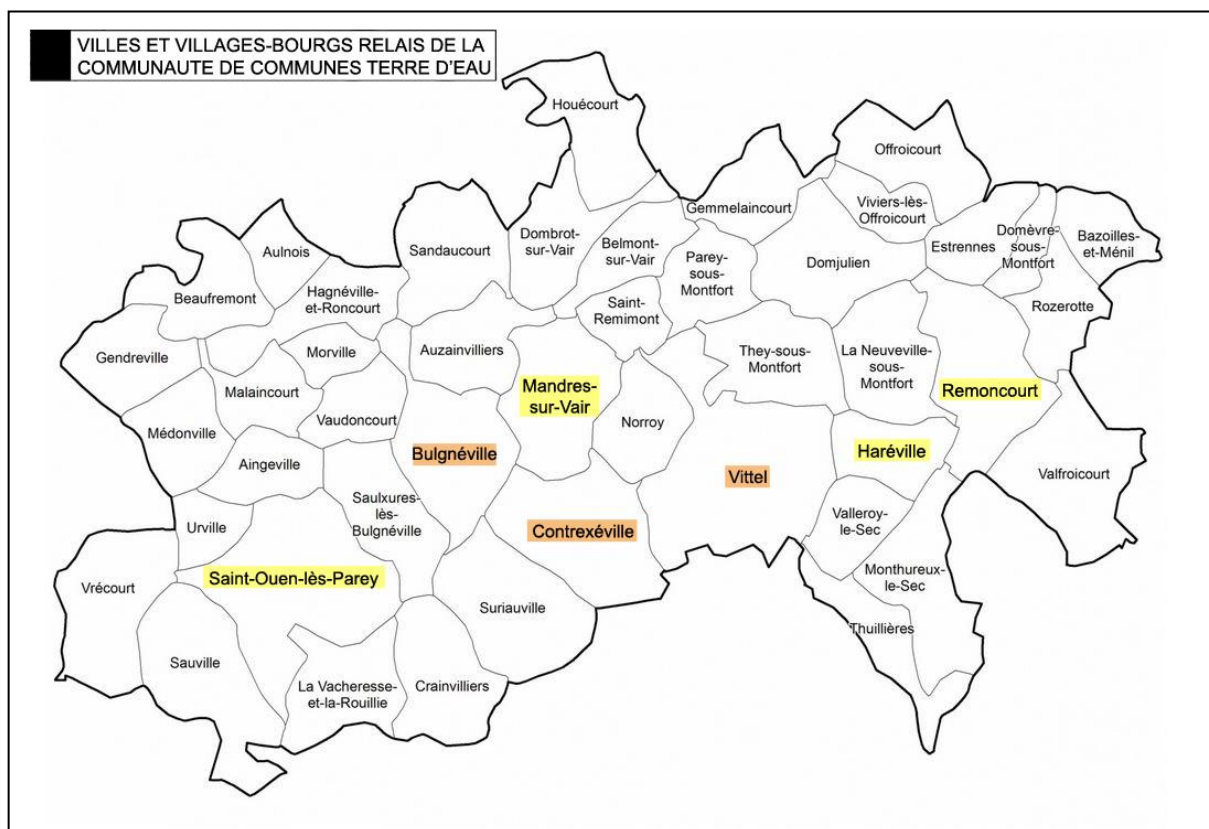 VILLES ET VILLAGES-BOURGS RELAIS DE LA
COMMUNAUTE DE COMMUNES TERRE D'EAU
Houécourt
Offroicourt
Gemmelaincourt
Viviers-lès-
Offroicourt
Aulnois
Sandaucourt
Dombrot-
sur-Vair
Belmont-
sur-Vair
Parey-
sous-
Montfort
Domjulien
Estrennes
Domèvre-
sous-
Montfort
Bazoilles-
et-Ménil
Beaufremont
Hagnéville-
et-Roncourt
Saint-
Remimont
Rozerotte
Gendreville
Morville
Auzainvilliers
They-sous-
Montfort
La Neuveville-
sous-
Montfort
Malaincourt
Mandres-
sur-Vair
Remoncourt
Médonville
Vaudoncourt
Norroy
Bulgnéville
Haréville
Aingeville
Vittel
Valfroicourt
Saulxures-
lès-
Bulgnéville
Urville
Contrexéville
Valleroy-
le-Sec
Vrécourt
Saint-Ouen-lès-Parey
Monthureux-
le-Sec
Suriauville
Thuillières
Sauville
La Vacheresse-
et-la-Rouillie
Crainvilliers